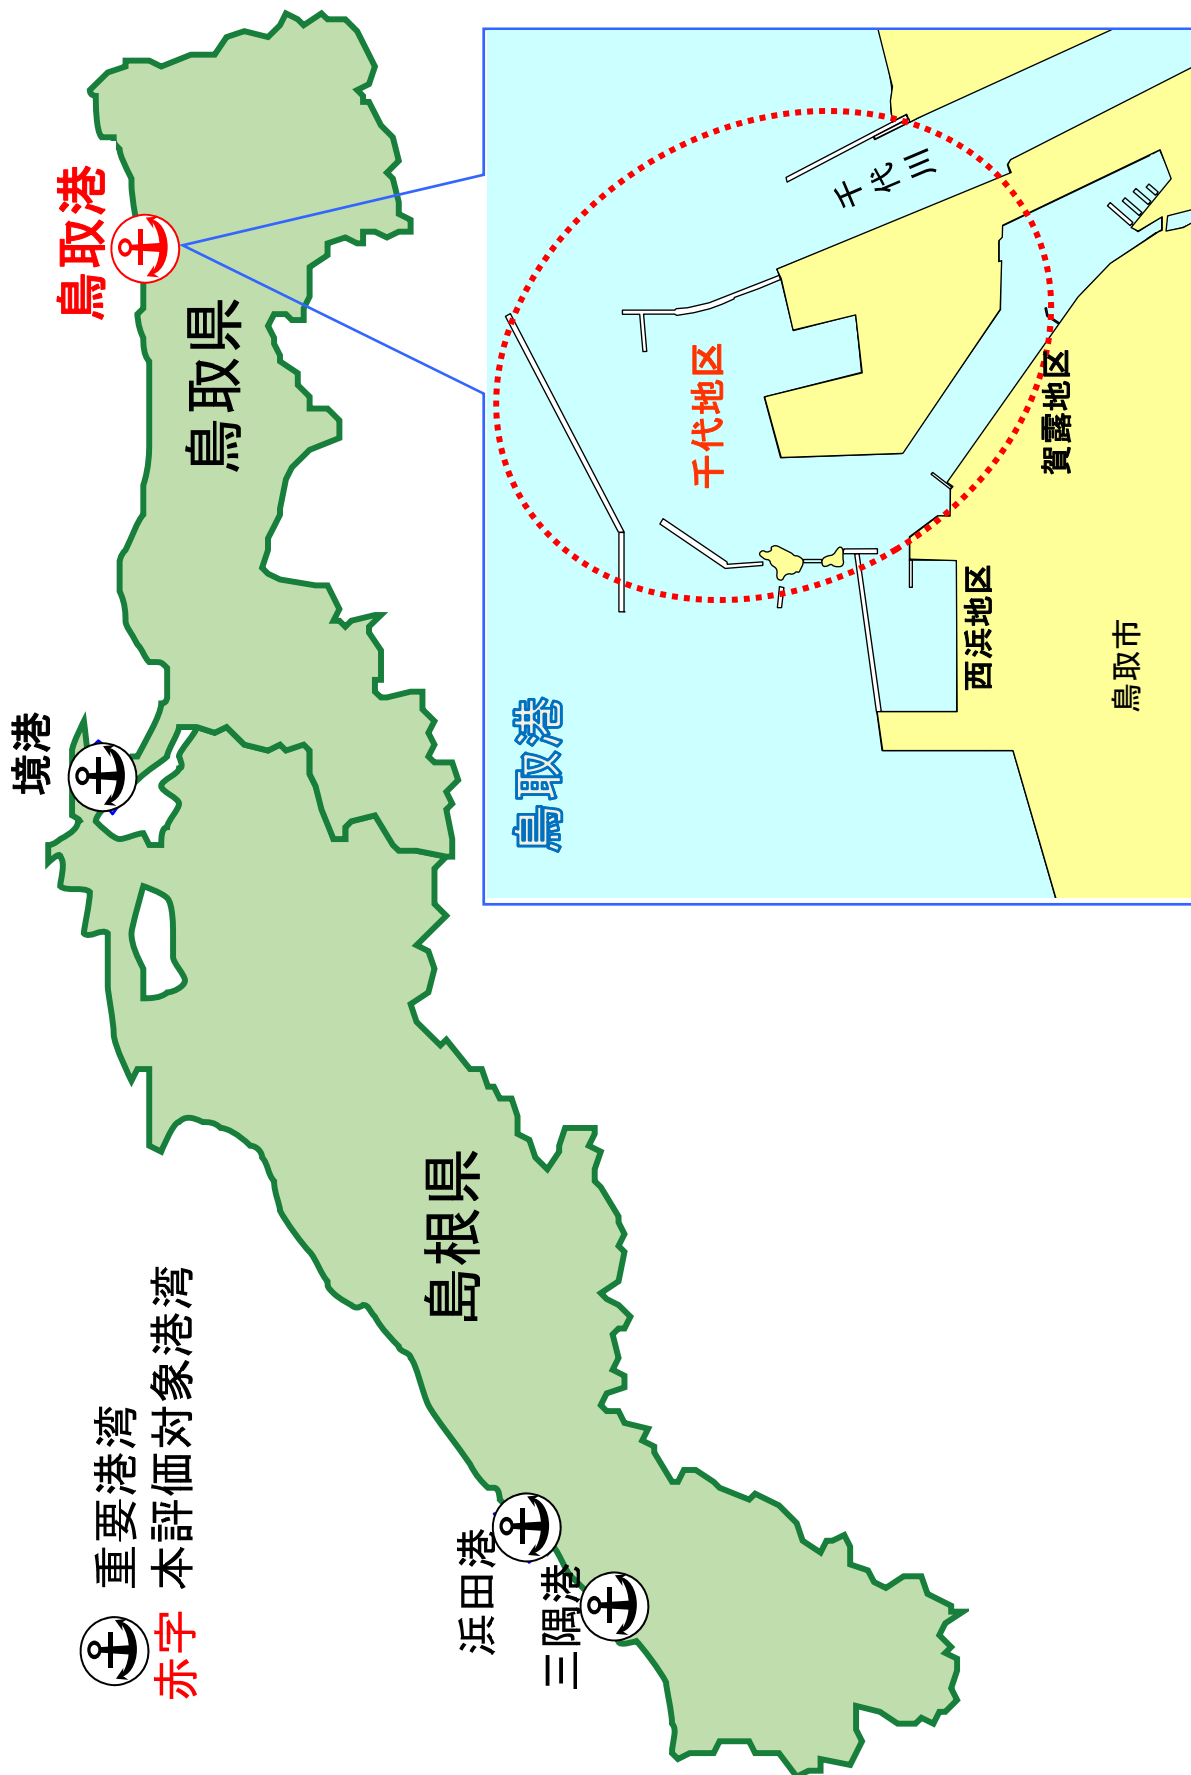 重要港湾
赤字 本評価対象港湾
浜田港
三隅港
島根県
境港
鳥取県
鳥取港
鳥取港
千代地区
千代川
西浜地区
賀露地区
鳥取市